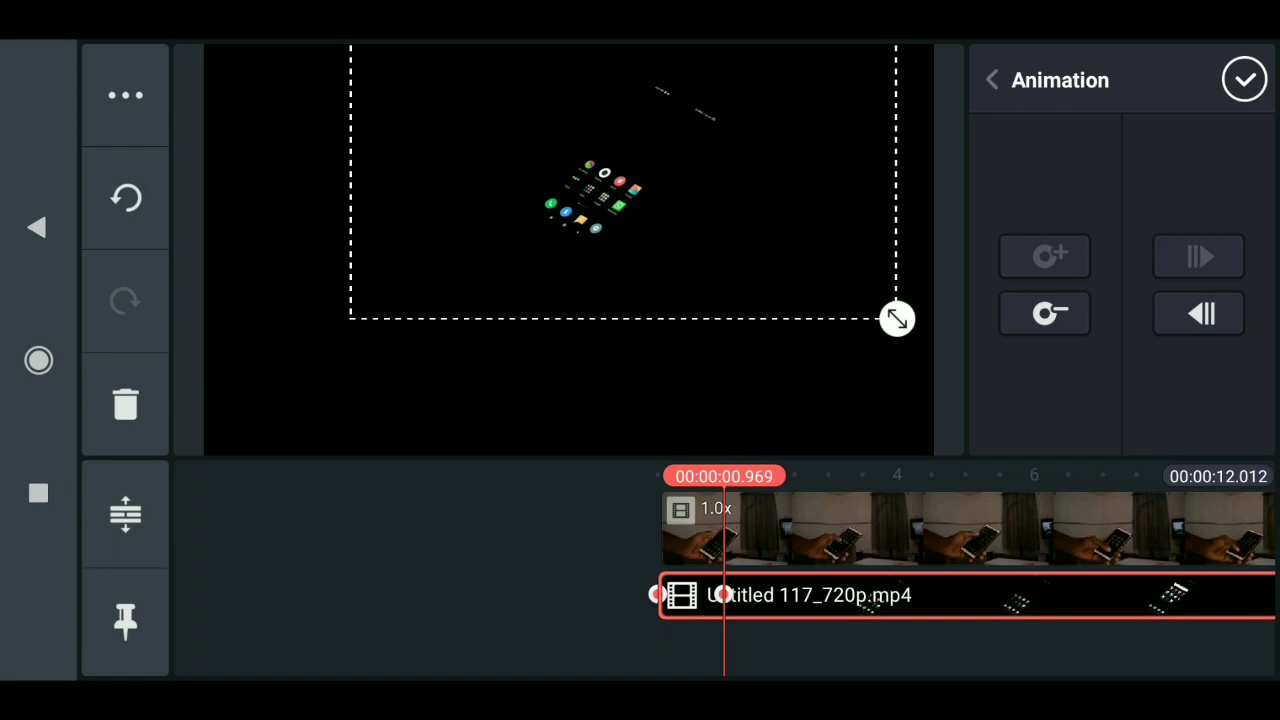 Animation
00:00:00.969
4
6
00:00:12.012
1.0x
Untitled 117_720p.mp4